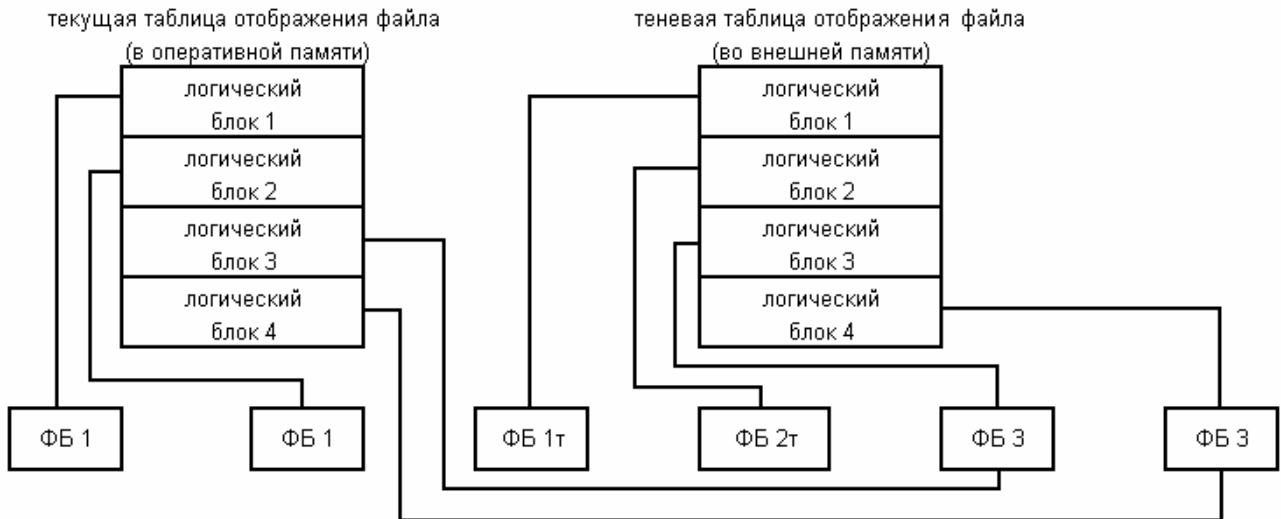 текущая таблица отображения файла
(в оперативной памяти)
логический
блок 1
логический
блок 2
логический
блок 3
логический
блок 4
теневая таблица отображения файла
(во внешней памяти)
логический
блок 1
логический
блок 2
логический
блок 3
логический
блок 4
ФБ 1
ФБ 1
ФБ 1т
ФБ 2т
ФБ 3
ФБ 3